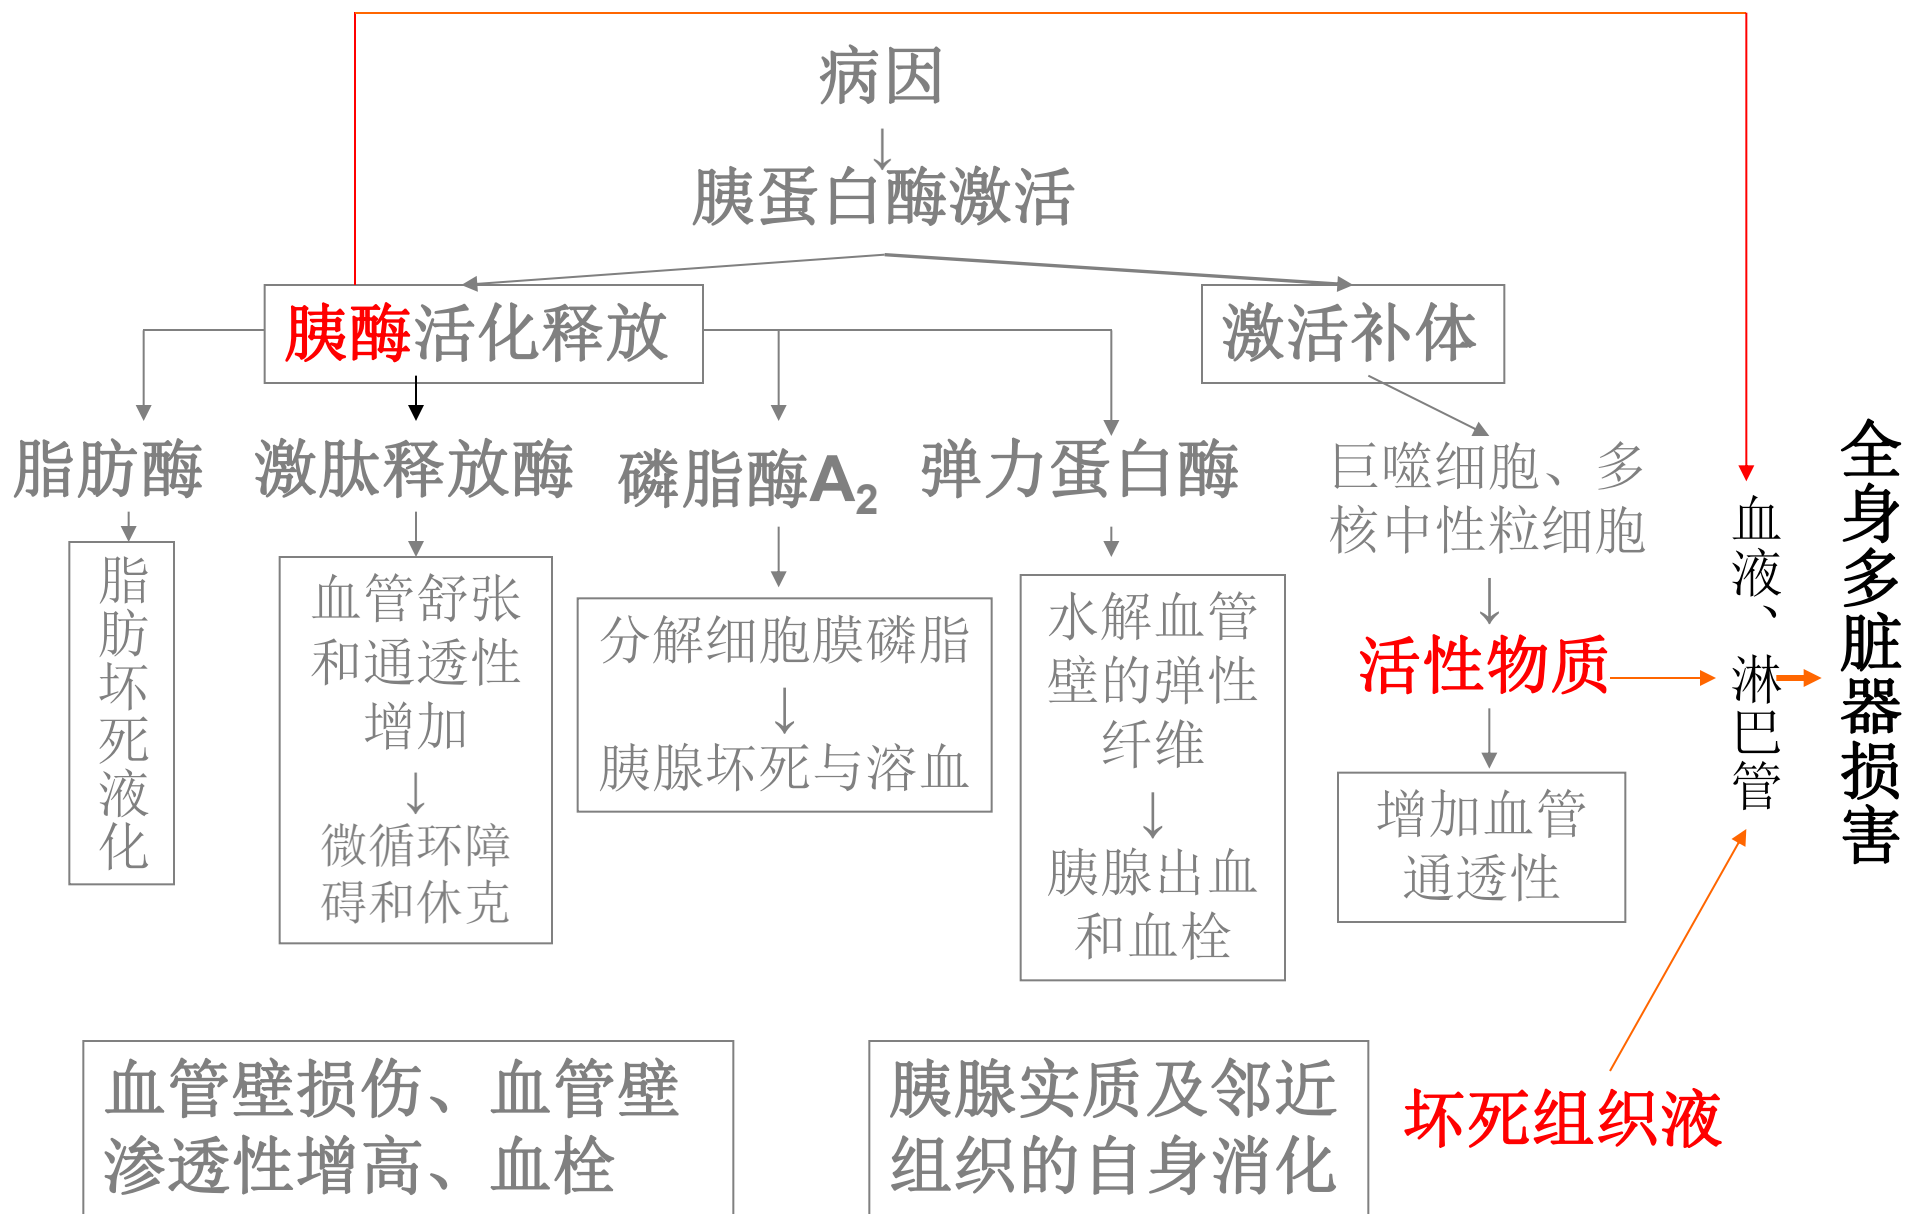 病因
↓
胰蛋白酶激活
胰酶活化释放
激活补体
脂肪酶
激肽释放酶
磷脂酶A₂
弹力蛋白酶
巨噬细胞、多
核中性粒细胞
↓
活性物质
增加血管
通透性
脂肪坏死液化
血管舒张
和通透性
增加
↓
微循环障
碍和休克
分解细胞膜磷脂
↓
胰腺坏死与溶血
水解血管
壁的弹性
纤维
↓
胰腺出血
和血栓
血液、淋巴管
全身多脏器损害
血管壁损伤、血管壁
渗透性增高、血栓
胰腺实质及邻近
组织的自身消化
坏死组织液